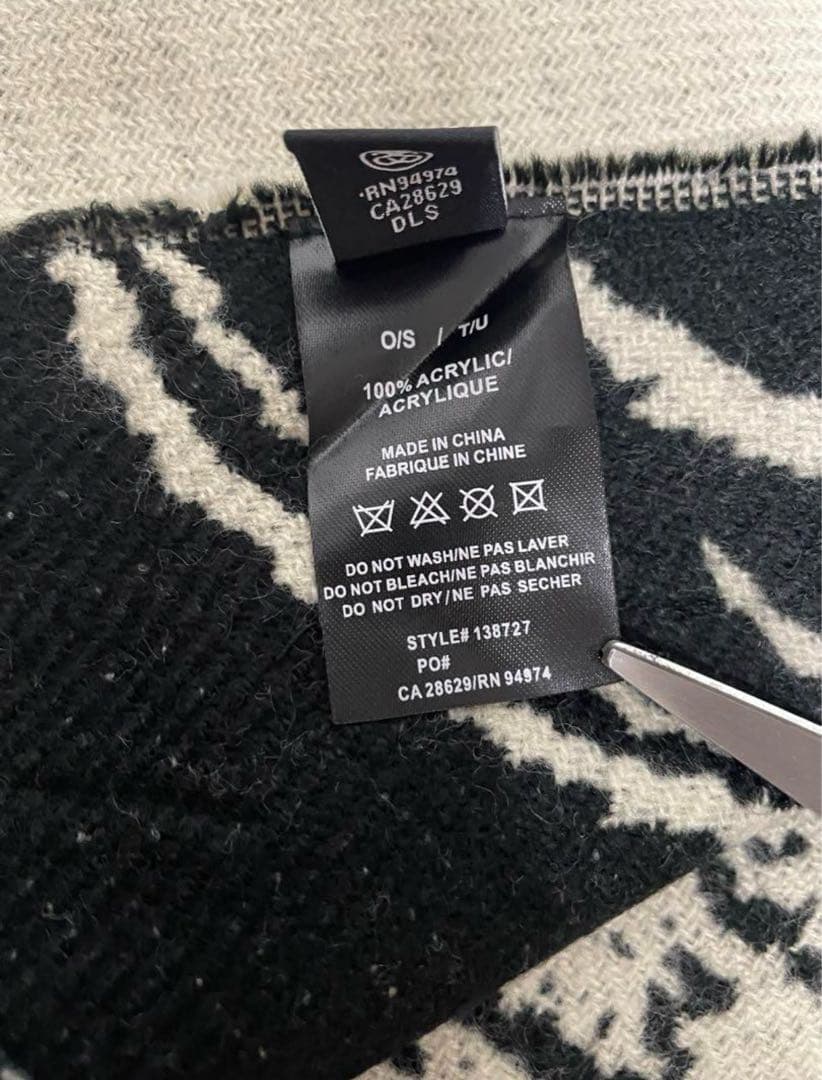 RN94974
CA28629
DLS
O/S / T/U
100% ACRYLIC/
ACRYLIQUE
MADE IN CHINA
FABRIQUE IN CHINE
DO NOT WASH/NE PAS LAVER
DO NOT BLEACH/NE PAS BLANCHIR
DO NOT DRY/NE PAS SECHER
STYLE# 138727
PO#
CA 28629/RN 94974